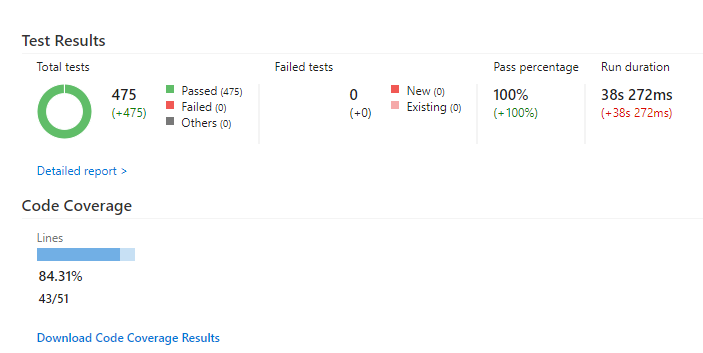 Test Results
Total tests
475
(+475)
Passed (475)
Failed (0)
Others (0)
Failed tests
0
(+0)
New (0)
Existing (0)
Pass percentage
100%
(+100%)
Run duration
38s 272ms
(+38s 272ms)
Detailed report >
Code Coverage
Lines
84.31%
43/51
Download Code Coverage Results